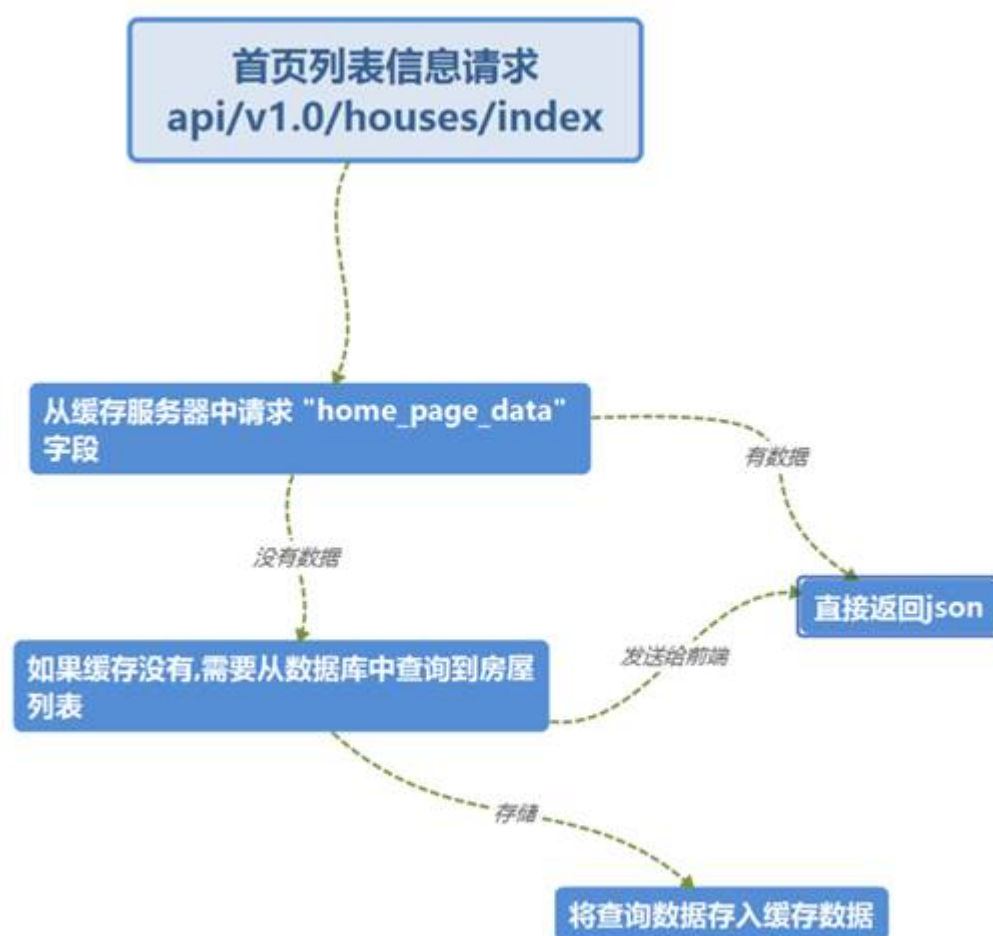 首页列表信息请求
api/v1.0/houses/index
从缓存服务器中请求 "home_page_data"
字段
有数据
没有数据
直接返回json
如果缓存没有,需要从数据库中查询到房屋
列表
发送给前端
存储
将查询数据存入缓存数据